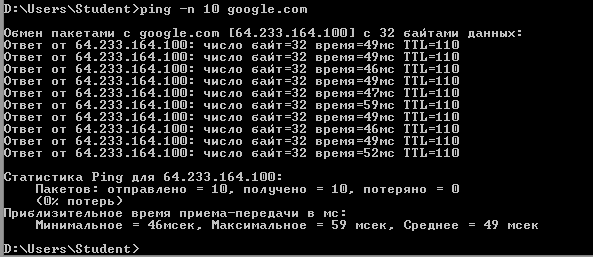 D:\Users\Student>ping -n 10 google.com
Обмен пакетами с google.com [64.233.164.100] с 32 байтами данных:
Ответ от 64.233.164.100: число байт=32 время=49мс TTL=110
Ответ от 64.233.164.100: число байт=32 время=49мс TTL=110
Ответ от 64.233.164.100: число байт=32 время=46мс TTL=110
Ответ от 64.233.164.100: число байт=32 время=49мс TTL=110
Ответ от 64.233.164.100: число байт=32 время=47мс TTL=110
Ответ от 64.233.164.100: число байт=32 время=59мс TTL=110
Ответ от 64.233.164.100: число байт=32 время=49мс TTL=110
Ответ от 64.233.164.100: число байт=32 время=46мс TTL=110
Ответ от 64.233.164.100: число байт=32 время=49мс TTL=110
Ответ от 64.233.164.100: число байт=32 время=52мс TTL=110
Статистика Ping для 64.233.164.100:
Пакетов: отправлено = 10, получено = 10, потеряно = 0
(0% потерь)
Приблизительное время приема-передачи в мс:
Минимальное = 46мсек, Максимальное = 59 мсек, Среднее = 49 мсек
D:\Users\Student>